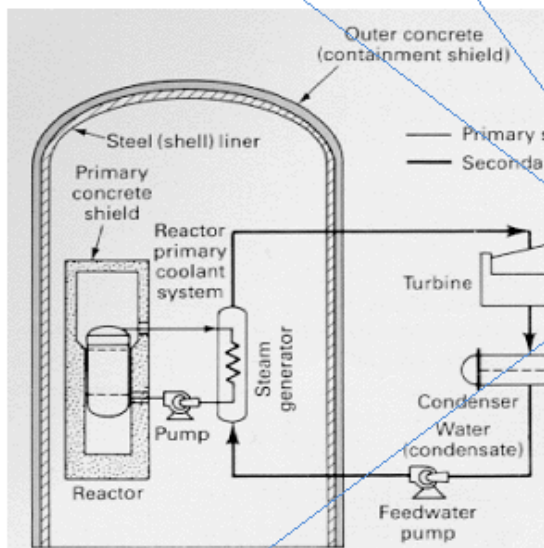 Outer concrete
(containment shield)
Steel (shell) liner
Primary
concrete
shield
Reactor
primary
coolant
system
Primary
Turbine
Steam
generator
Condenser
Pump
Water
(condensate)
Reactor
Feedwater
pump